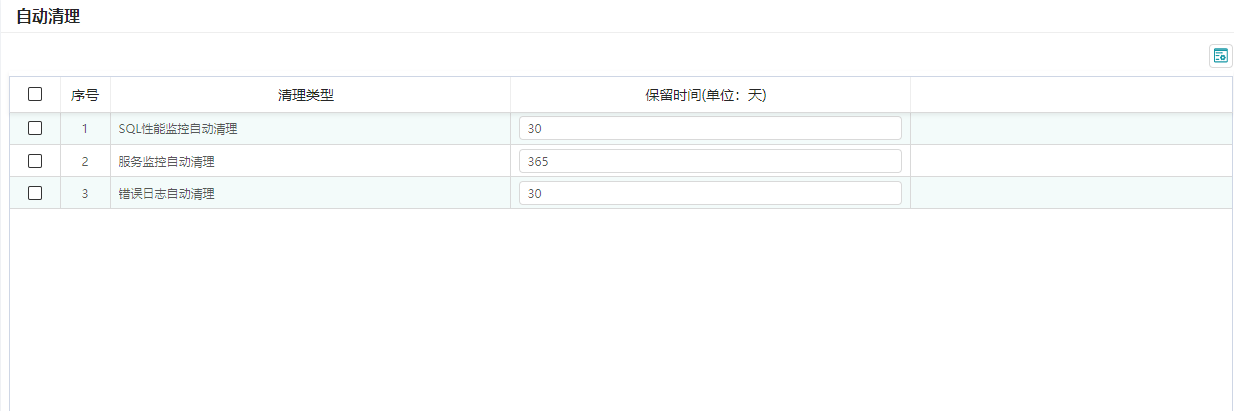 自动清理
序号 清理类型 保留时间(单位：天)
1 SQL性能监控自动清理 30
2 服务监控自动清理 365
3 错误日志自动清理 30